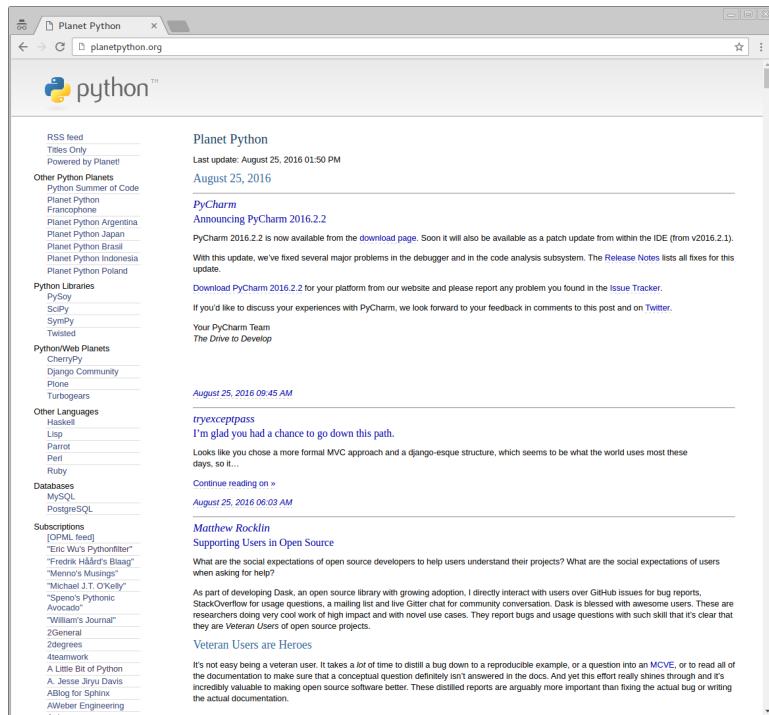 Planet Python
planetpython.org
python™
RSS feed
Titles Only
Powered by Planet!
Other Python Planets
Python Summer of Code
Planet Python
Francophone
Planet Python Argentina
Planet Python Japan
Planet Python Brasil
Planet Python Indonesia
Planet Python Poland
Python Libraries
PySoy
SciPy
SymPy
Twisted
Python/Web Planets
CherryPy
Django Community
Plone
Turbogears
Other Languages
Haskell
Lisp
Parrot
Perl
Ruby
Databases
MySQL
PostgreSQL
Subscriptions
[OPML feed]
"Eric Wu's Pythonfilter"
"Fredrik Håård's Blaag"
"Menno's Musings"
"Michael J.T. O'Kelly"
"Speno's Pythonic
Avocado"
"William's Journal"
2General
2degrees
4teamwork
A Little Bit of Python
A. Jesse Jiryu Davis
ABlog for Sphinx
AWeber Engineering
Planet Python
Last update: August 25, 2016 01:50 PM
August 25, 2016
PyCharm
Announcing PyCharm 2016.2.2
PyCharm 2016.2.2 is now available from the download page. Soon it will also be available as a patch update from within the IDE (from v2016.2.1).
With this update, we've fixed several major problems in the debugger and in the code analysis subsystem. The Release Notes lists all fixes for this
update.
Download PyCharm 2016.2.2 for your platform from our website and please report any problem you found in the Issue Tracker.
If you'd like to discuss your experiences with PyCharm, we look forward to your feedback in comments to this post and on Twitter.
Your PyCharm Team
The Drive to Develop
August 25, 2016 09:45 AM
tryexceptpass
I'm glad you had a chance to go down this path.
Looks like you chose a more formal MVC approach and a django-esque structure, which seems to be what the world uses most these
days, so it…
Continue reading on »
August 25, 2016 06:03 AM
Matthew Rocklin
Supporting Users in Open Source
What are the social expectations of open source developers to help users understand their projects? What are the social expectations of users
when asking for help?
As part of developing Dask, an open source library with growing adoption, I directly interact with users over GitHub issues for bug reports,
StackOverflow for usage questions, a mailing list and live Gitter chat for community conversation. Dask is blessed with awesome users. These are
researchers doing very cool work of high impact and with novel use cases. They report bugs and usage questions with such skill that it's clear that
they are Veteran Users of open source projects.
Veteran Users are Heroes
It's not easy being a veteran user. It takes a lot of time to distill a bug down to a reproducible example, or a question into an MCVE, or to read all of
the documentation to make sure that a conceptual question definitely isn't answered in the docs. And yet this effort really shines through and it's
incredibly valuable to making open source software better. These distilled reports are arguably more important than fixing the actual bug or writing
the actual documentation.